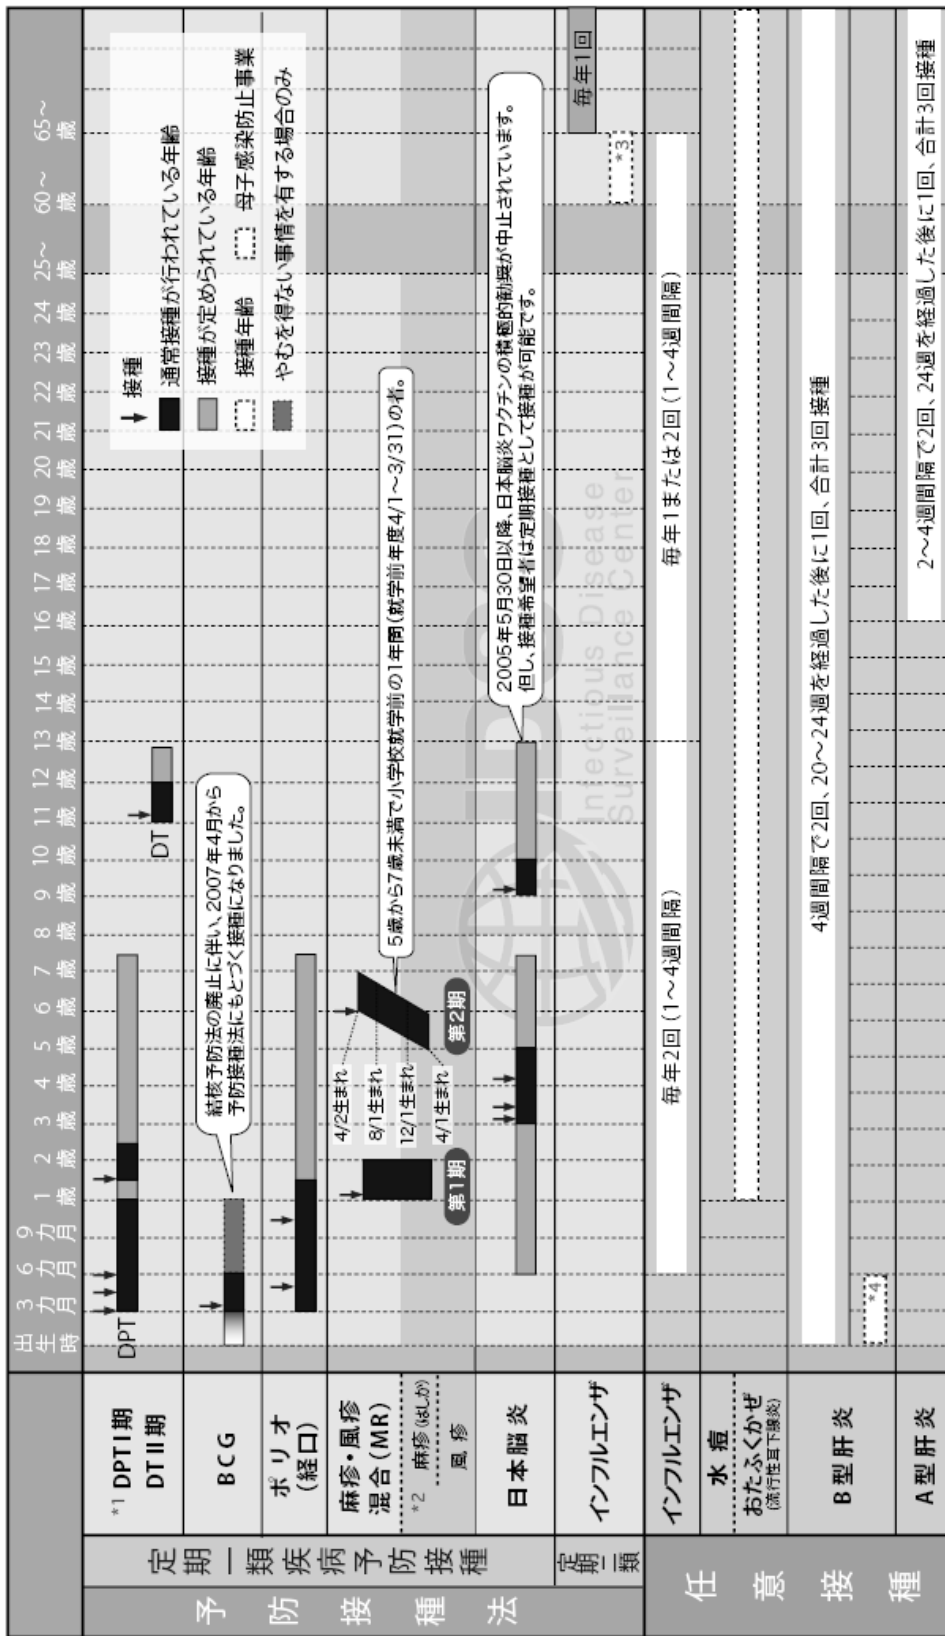 出生時
3カ月
6カ月
9カ月
1歳
2歳
3歳
4歳
5歳
6歳
7歳
8歳
9歳
10歳
11歳
12歳
13歳
14歳
15歳
16歳
17歳
18歳
19歳
20歳
21歳
22歳
23歳
24歳
25~歳
60~歳
65~歳
接種
通常接種が行われている年齢
接種が定められている年齢
接種年齢 母子感染防止事業
やむを得ない事情を有する場合のみ
予防接種法
定期一類疾病予防接種
*1 DPTⅠ期
DTⅡ期
DPT
DT
BCG
結核予防法の廃止に伴い、2007年4月から
予防接種法にもとづく接種になりました。
ポリオ
(経口)
麻疹・風疹
混合(MR)
*2 麻疹(はしか)
風疹
第1期
4/2生まれ
8/1生まれ
12/1生まれ
4/1生まれ
第2期
5歳から7歳未満で小学校就学前の1年間(就学前年度4/1~3/31)の者。
日本脳炎
2005年5月30日以降、日本脳炎ワクチンの積極的勧奨が中止されています。
但し、接種希望者は定期接種として接種が可能です。
定期二類
インフルエンザ
毎年1回
*3
IDSC
Infectious Disease
Surveillance Center
任意接種
インフルエンザ
毎年2回(1~4週間隔)
毎年1または2回(1~4週間隔)
水痘
おたふくかぜ
(流行性耳下腺炎)
B型肝炎
4週間隔で2回、20~24週を経過した後に1回、合計3回接種
*4
A型肝炎
2~4週間隔で2回、24週を経過した後に1回、合計3回接種